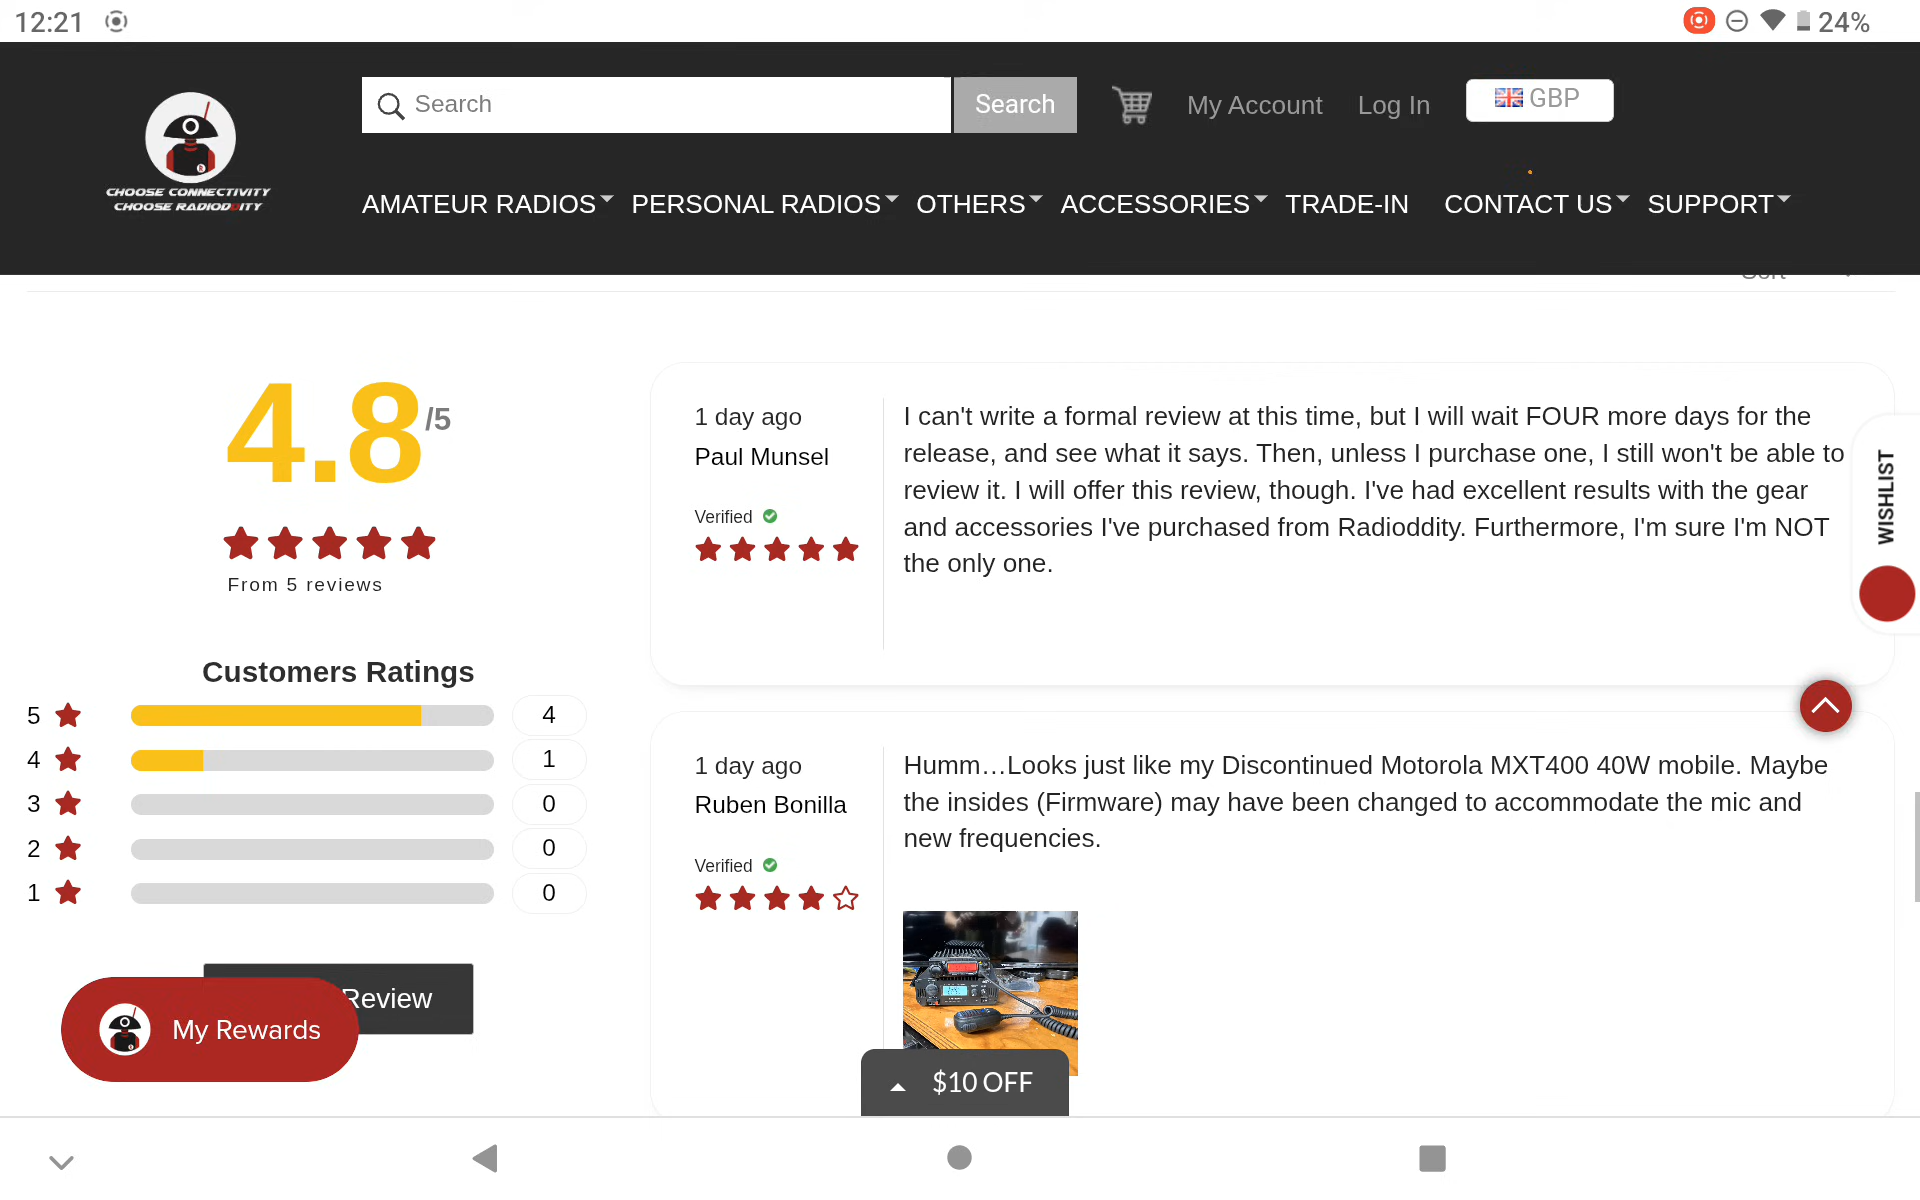 12:21
24%
Search
Search
My Account
Log In
GBP
CHOOSE CONNECTIVITY
CHOOSE RADIODDITY
AMATEUR RADIOS
PERSONAL RADIOS
OTHERS
ACCESSORIES
TRADE-IN
CONTACT US
SUPPORT
Sort
4.8/5
From 5 reviews
Customers Ratings
5 4
4 1
3 0
2 0
1 0
Review
My Rewards
1 day ago
Paul Munsel
Verified
I can't write a formal review at this time, but I will wait FOUR more days for the
release, and see what it says. Then, unless I purchase one, I still won't be able to
review it. I will offer this review, though. I've had excellent results with the gear
and accessories I've purchased from Radioddity. Furthermore, I'm sure I'm NOT
the only one.
WISHLIST
1 day ago
Ruben Bonilla
Verified
Humm…Looks just like my Discontinued Motorola MXT400 40W mobile. Maybe
the insides (Firmware) may have been changed to accommodate the mic and
new frequencies.
$10 OFF